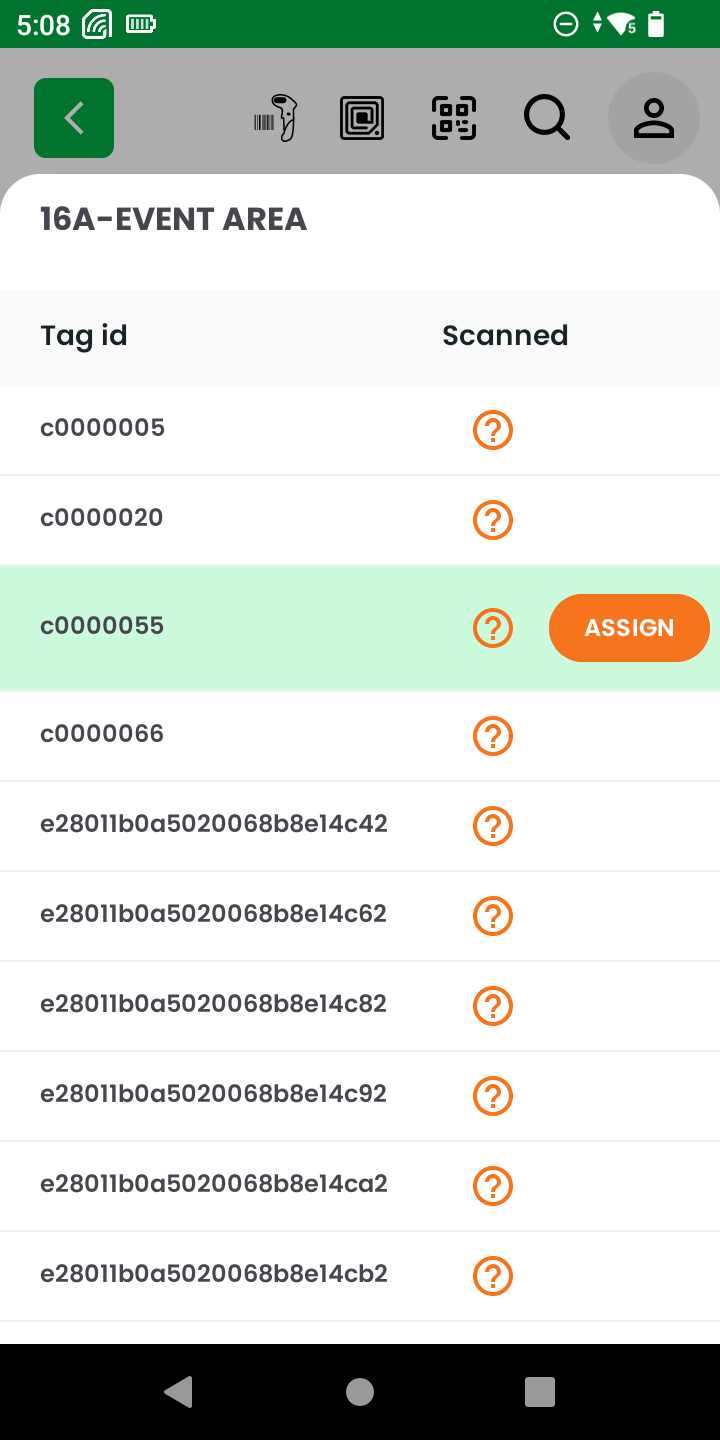 5:08
5
16A-EVENT AREA
Tag id Scanned
c0000005
c0000020
c0000055 ASSIGN
c0000066
e28011b0a5020068b8e14c42
e28011b0a5020068b8e14c62
e28011b0a5020068b8e14c82
e28011b0a5020068b8e14c92
e28011b0a5020068b8e14ca2
e28011b0a5020068b8e14cb2